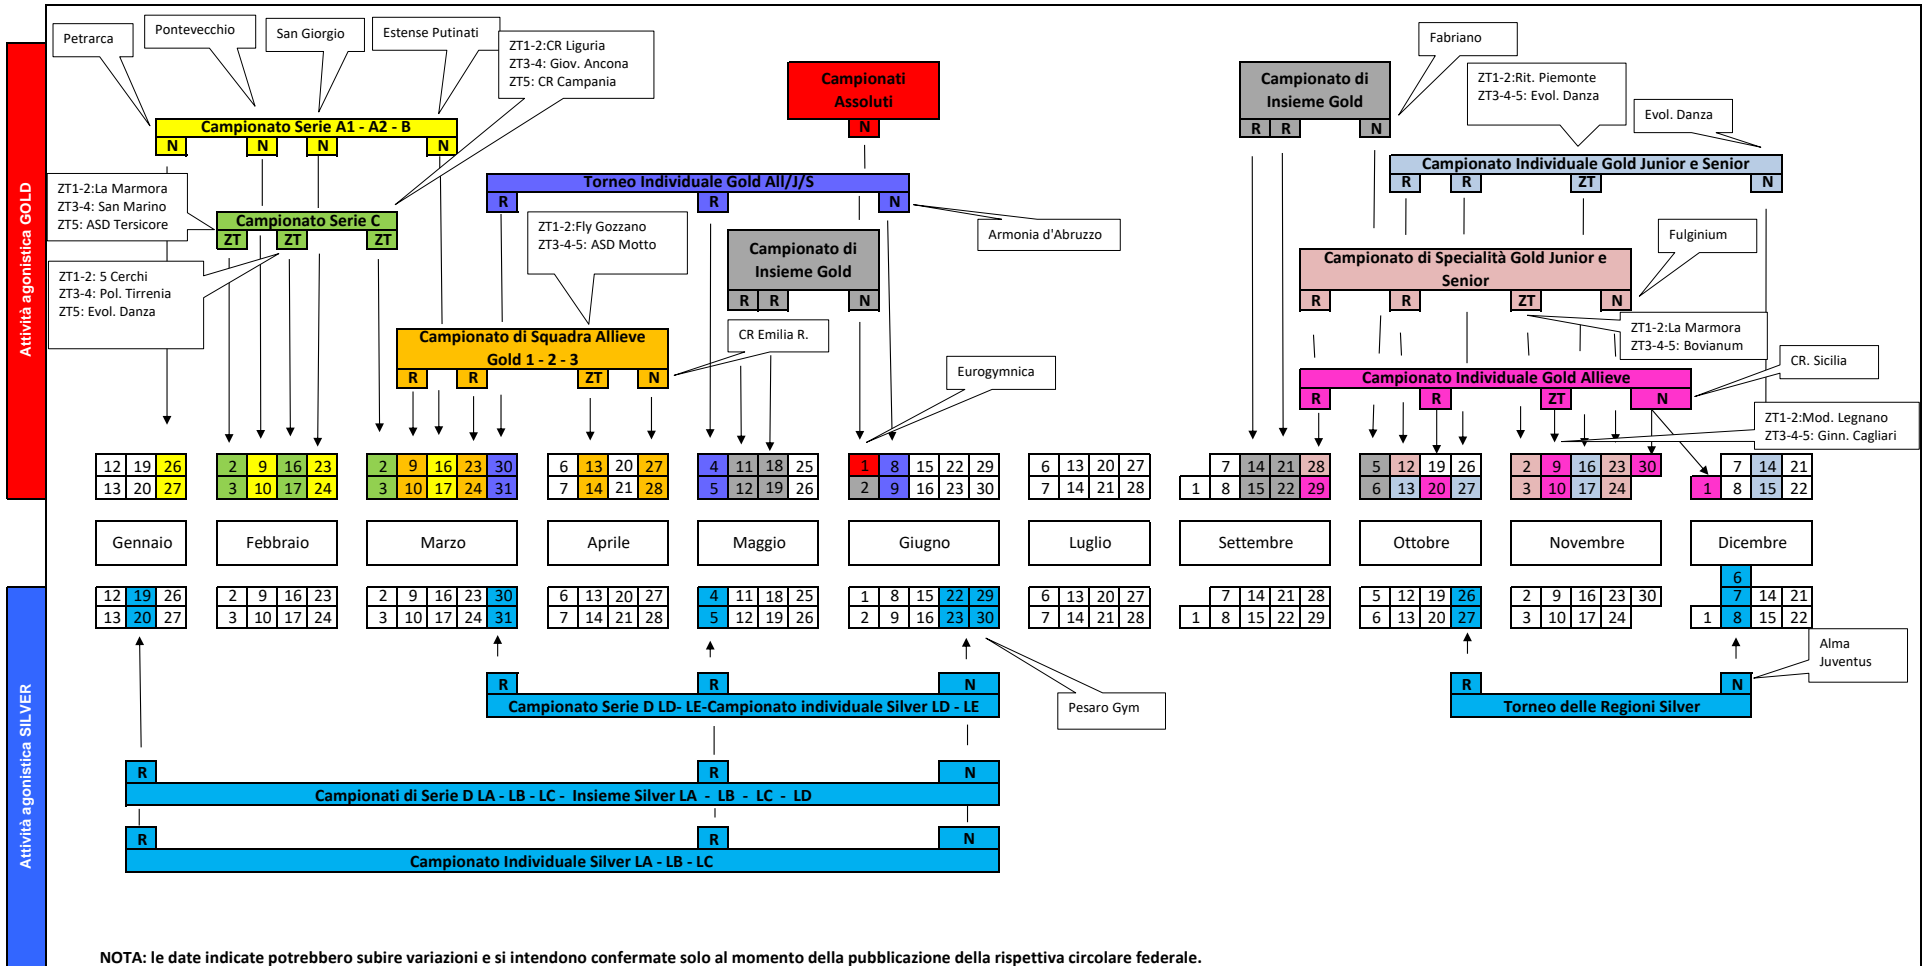 Petrarca
Pontevecchio
San Giorgio
Estense Putinati
ZT1-2:CR Liguria
ZT3-4: Giov. Ancona
ZT5: CR Campania
Campionati
Assoluti
N
Campionato di
Insieme Gold
R R N
Fabriano
ZT1-2:Rit. Piemonte
ZT3-4-5: Evol. Danza
Evol. Danza
Campionato Serie A1 - A2 - B
N N N N
Campionato Individuale Gold Junior e Senior
R R ZT N
Attività agonistica GOLD
ZT1-2:La Marmora
ZT3-4: San Marino
ZT5: ASD Tersicore
Campionato Serie C
ZT ZT ZT
Torneo Individuale Gold All/J/S
R R N
Armonia d'Abruzzo
ZT1-2:Fly Gozzano
ZT3-4-5: ASD Motto
Campionato di
Insieme Gold
R R N
Campionato di Specialità Gold Junior e
Senior
R R ZT N
Fulginium
ZT1-2: 5 Cerchi
ZT3-4: Pol. Tirrenia
ZT5: Evol. Danza
Campionato di Squadra Allieve
Gold 1 - 2 - 3
R R ZT N
CR Emilia R.
Eurogymnica
ZT1-2:La Marmora
ZT3-4-5: Bovianum
Campionato Individuale Gold Allieve
R R ZT N
CR. Sicilia
ZT1-2:Mod. Legnano
ZT3-4-5: Ginn. Cagliari
12 19 26 2 9 16 23 2 9 16 23 30 6 13 20 27 4 11 18 25 1 8 15 22 29 6 13 20 27 7 14 21 28 5 12 19 26 2 9 16 23 30 7 14 21
13 20 27 3 10 17 24 3 10 17 24 31 7 14 21 28 5 12 19 26 2 9 16 23 30 7 14 21 28 1 8 15 22 29 6 13 20 27 3 10 17 24 1 8 15 22
Gennaio Febbraio Marzo Aprile Maggio Giugno Luglio Settembre Ottobre Novembre Dicembre
6
12 19 26 2 9 16 23 2 9 16 23 30 6 13 20 27 4 11 18 25 1 8 15 22 29 6 13 20 27 7 14 21 28 5 12 19 26 2 9 16 23 30 7 14 21
13 20 27 3 10 17 24 3 10 17 24 31 7 14 21 28 5 12 19 26 2 9 16 23 30 7 14 21 28 1 8 15 22 29 6 13 20 27 3 10 17 24 1 8 15 22
Attività agonistica SILVER
R R N
Campionato Serie D LD- LE-Campionato individuale Silver LD - LE
Pesaro Gym
R N
Torneo delle Regioni Silver
Alma
Juventus
R R N
Campionati di Serie D LA - LB - LC - Insieme Silver LA - LB - LC - LD
R R N
Campionato Individuale Silver LA - LB - LC
NOTA: le date indicate potrebbero subire variazioni e si intendono confermate solo al momento della pubblicazione della rispettiva circolare federale.